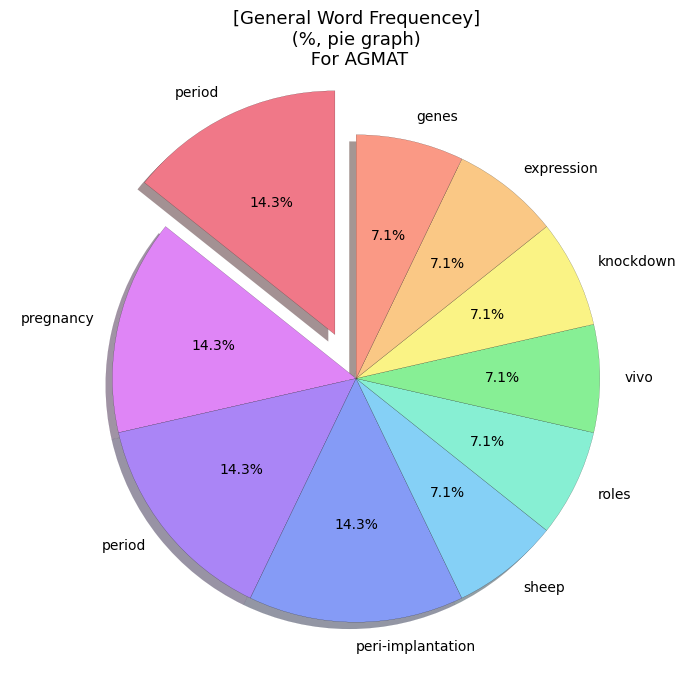 [General Word Frequencey]
(%, pie graph)
For AGMAT
period
genes
expression
knockdown
vivo
roles
sheep
peri-implantation
period
pregnancy
14.3%
7.1%
7.1%
7.1%
7.1%
7.1%
7.1%
14.3%
14.3%
14.3%